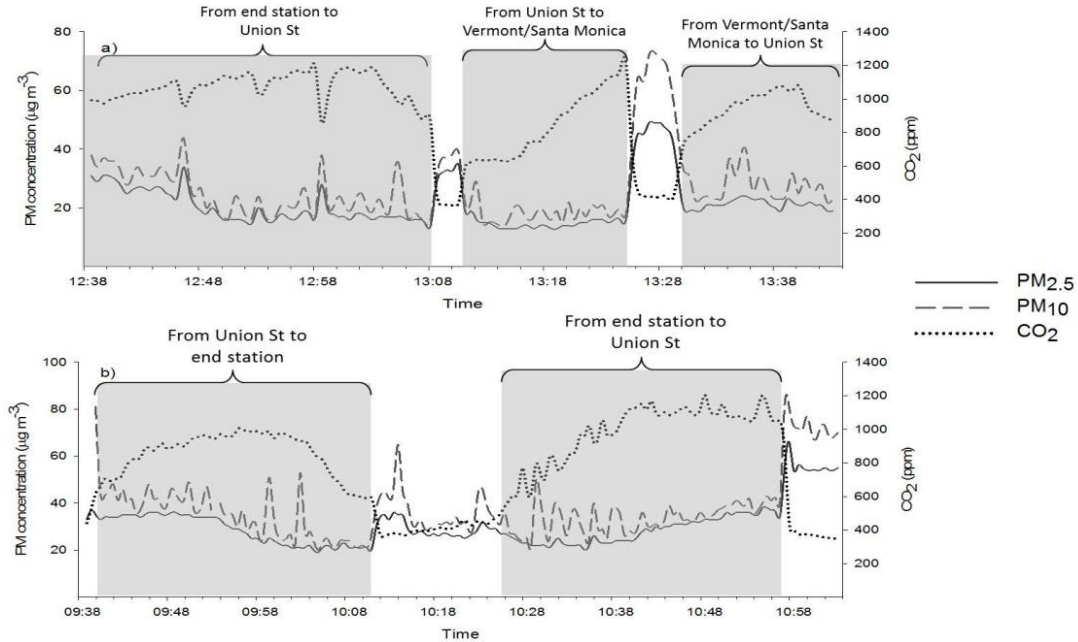 From end station to
Union St
From Union St to
Vermont/Santa Monica
From Vermont/Santa
Monica to Union St
a)
80
60
40
20
PM concentration (µg m⁻³)
1400
1200
1000
800
600
400
200
CO₂ (ppm)
12:38 12:48 12:58 13:08 13:18 13:28 13:38
Time
PM₂.₅
PM₁₀
CO₂
From Union St to
end station
From end station to
Union St
b)
100
80
60
40
20
PM concentration (µg m⁻³)
1400
1200
1000
800
600
400
200
CO₂ (ppm)
09:38 09:48 09:58 10:08 10:18 10:28 10:38 10:48 10:58
Time